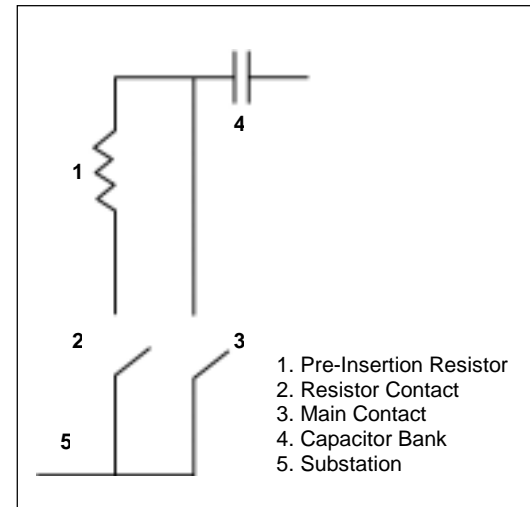 4
1
2
3
5
1. Pre-Insertion Resistor
2. Resistor Contact
3. Main Contact
4. Capacitor Bank
5. Substation